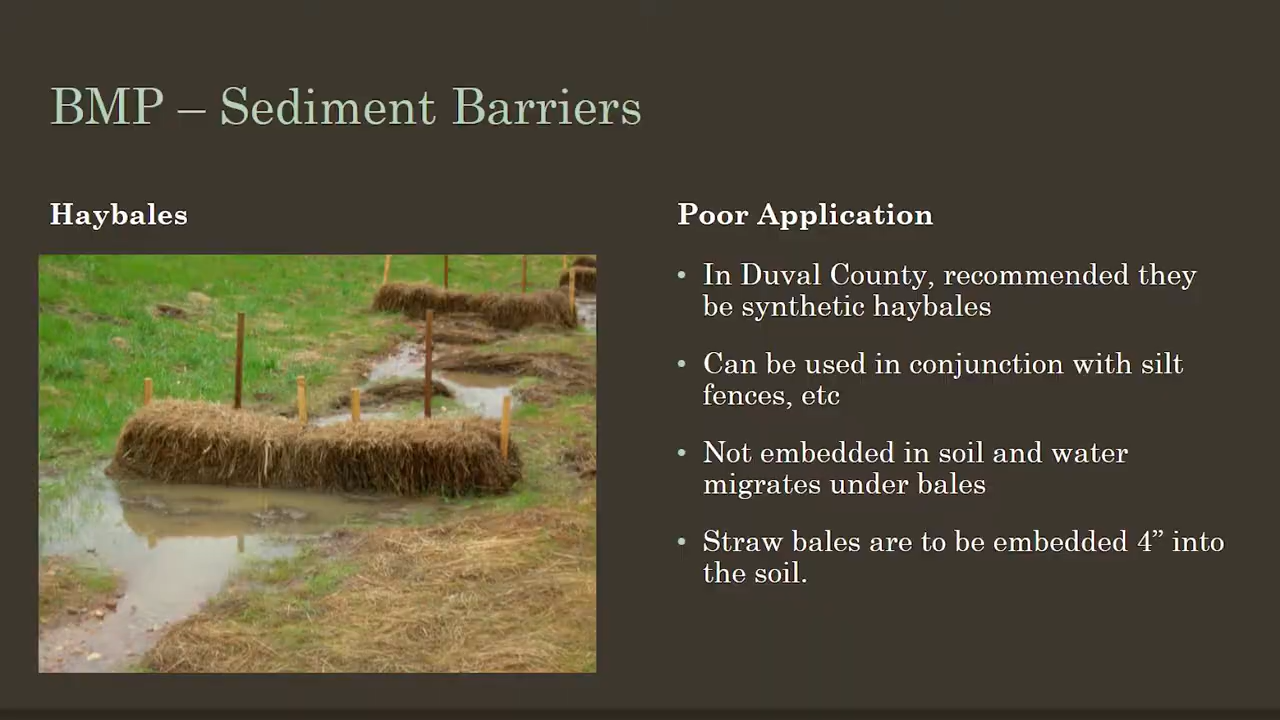 BMP – Sediment Barriers
Haybales
Poor Application
• In Duval County, recommended they
be synthetic haybales
• Can be used in conjunction with silt
fences, etc
• Not embedded in soil and water
migrates under bales
• Straw bales are to be embedded 4” into
the soil.